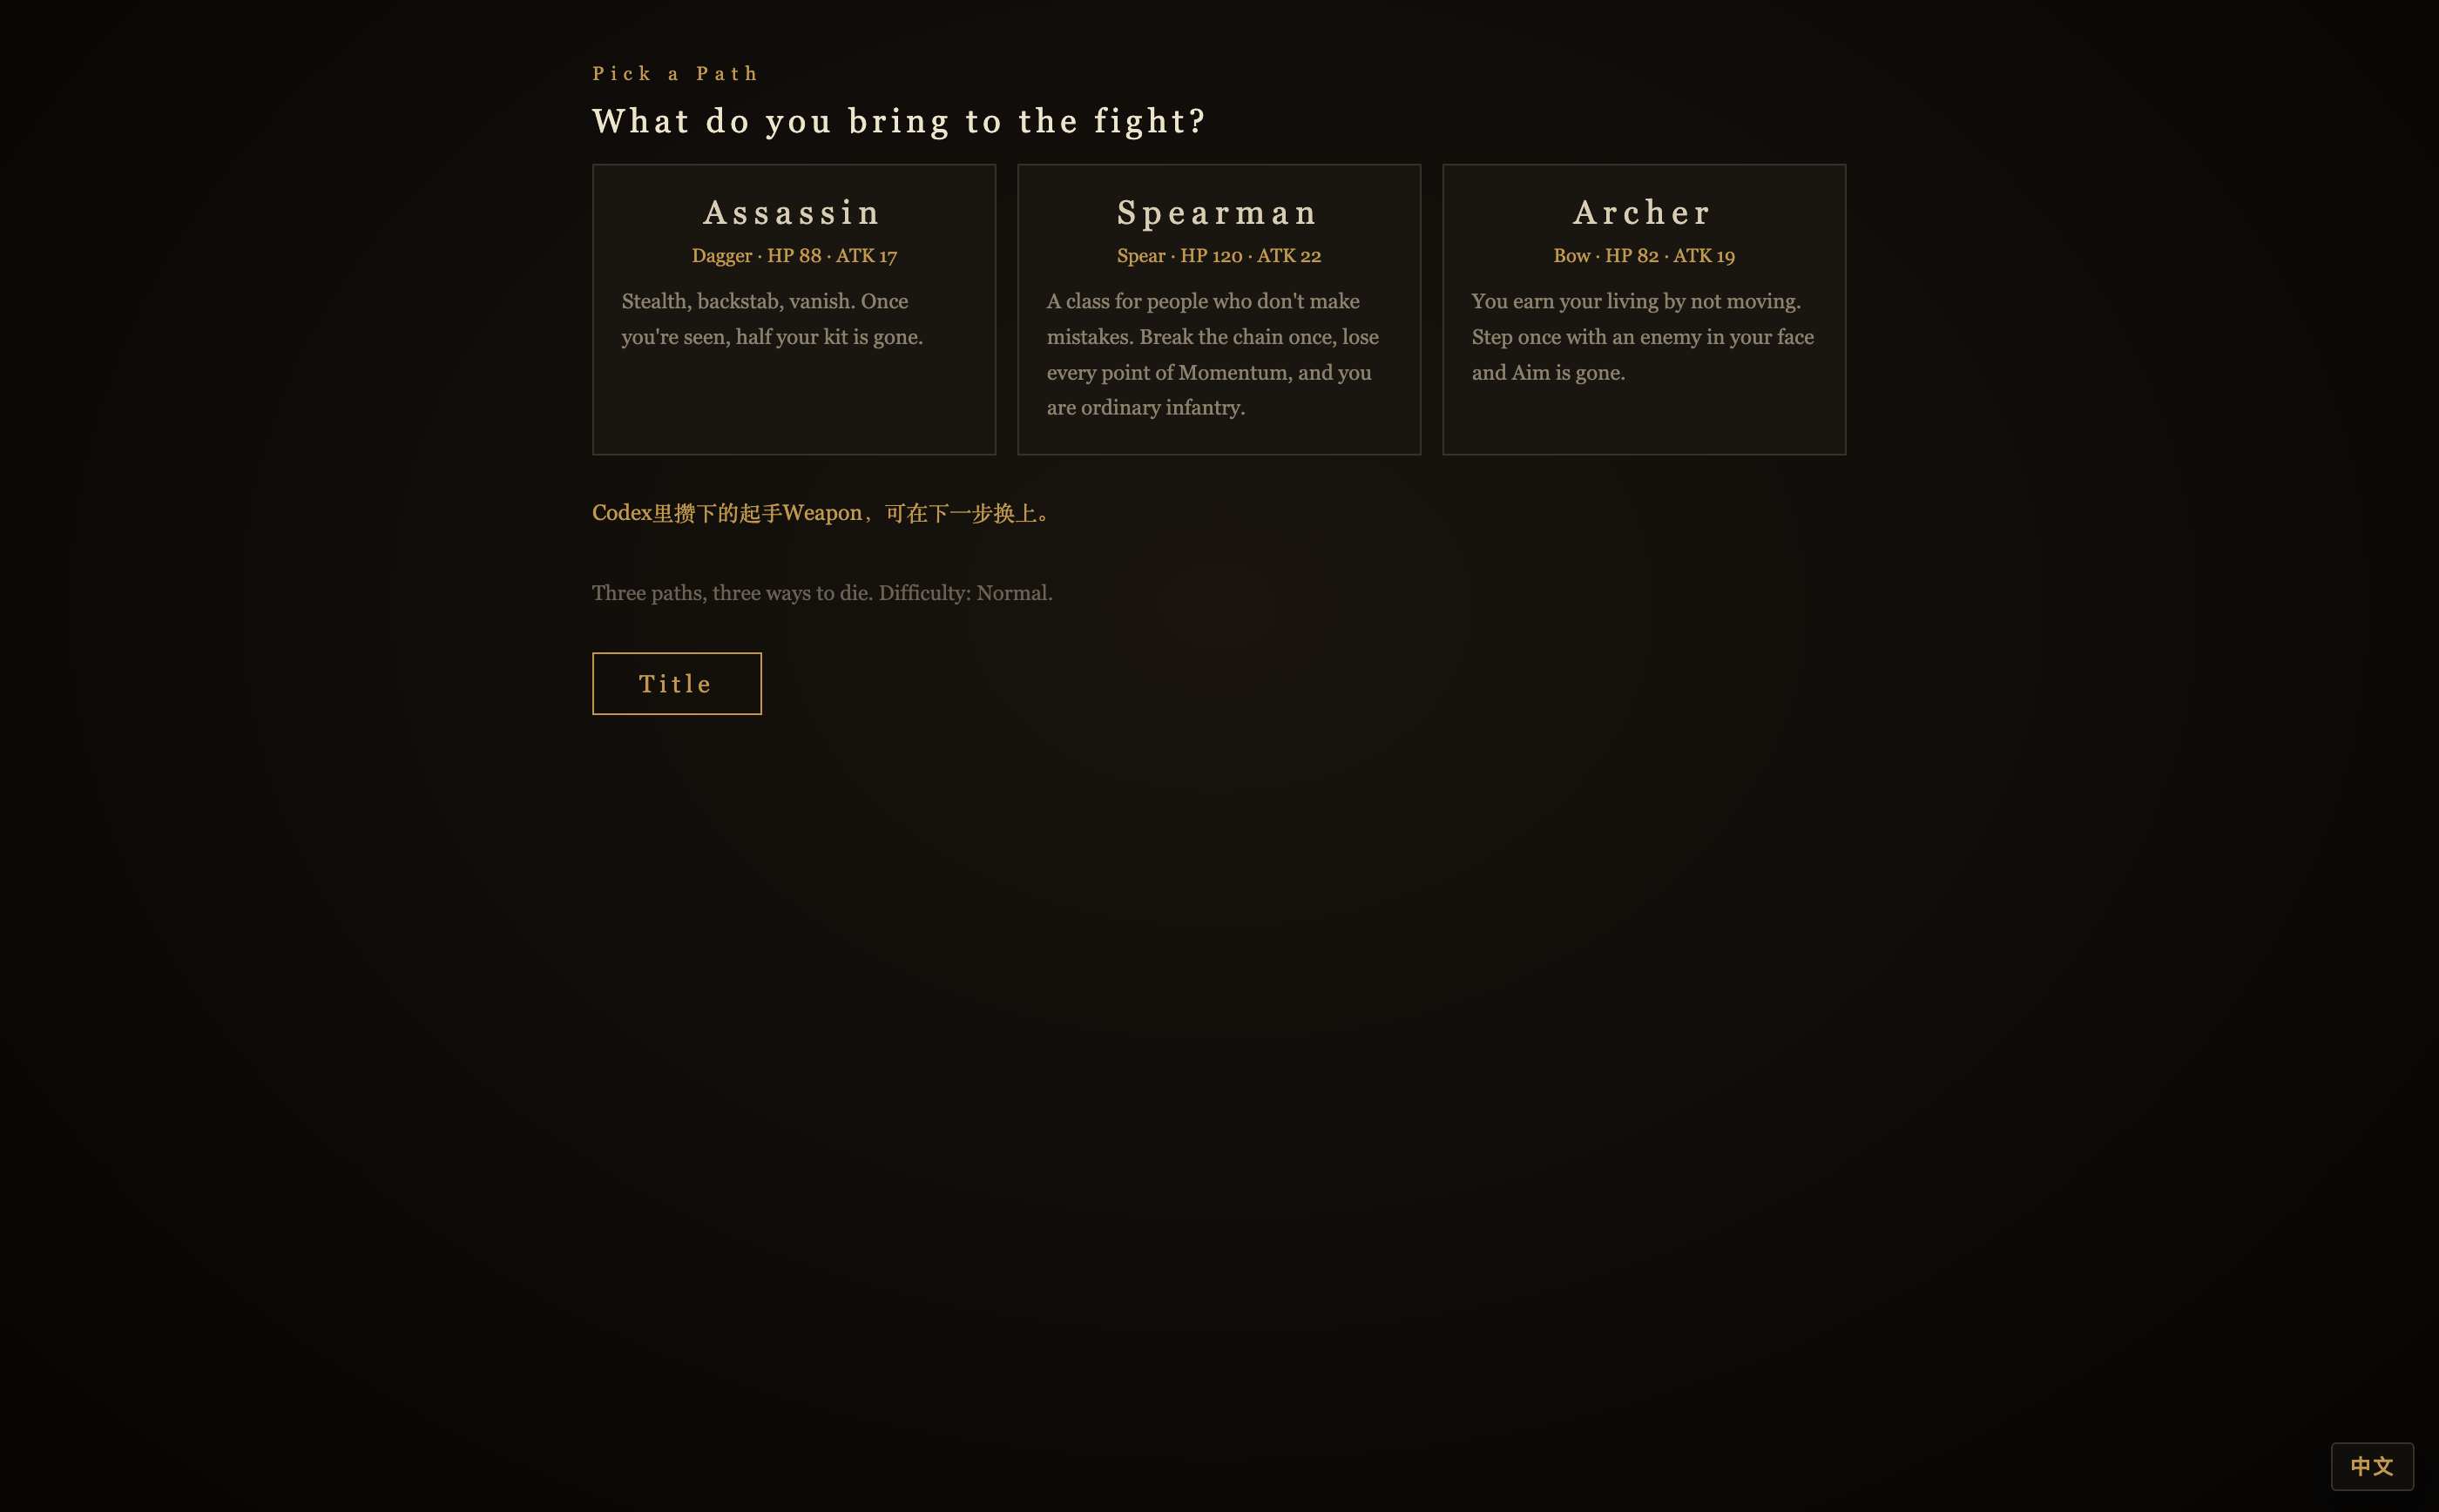 Pick a Path
What do you bring to the fight?
Assassin
Dagger · HP 88 · ATK 17
Stealth, backstab, vanish. Once
you're seen, half your kit is gone.
Spearman
Spear · HP 120 · ATK 22
A class for people who don't make
mistakes. Break the chain once, lose
every point of Momentum, and you
are ordinary infantry.
Archer
Bow · HP 82 · ATK 19
You earn your living by not moving.
Step once with an enemy in your face
and Aim is gone.
Codex里攒下的起手Weapon，可在下一步换上。
Three paths, three ways to die. Difficulty: Normal.
Title
中文